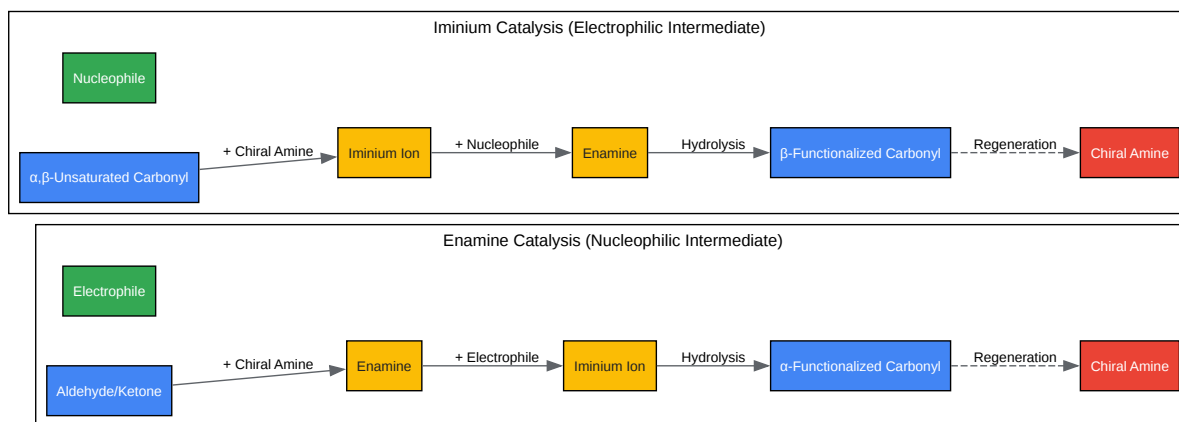 Iminium Catalysis (Electrophilic Intermediate)
Nucleophile
α,β-Unsaturated Carbonyl
+ Chiral Amine
Iminium Ion
+ Nucleophile
Enamine
Hydrolysis
β-Functionalized Carbonyl
Regeneration
Chiral Amine
Enamine Catalysis (Nucleophilic Intermediate)
Electrophile
Aldehyde/Ketone
+ Chiral Amine
Enamine
+ Electrophile
Iminium Ion
Hydrolysis
α-Functionalized Carbonyl
Regeneration
Chiral Amine